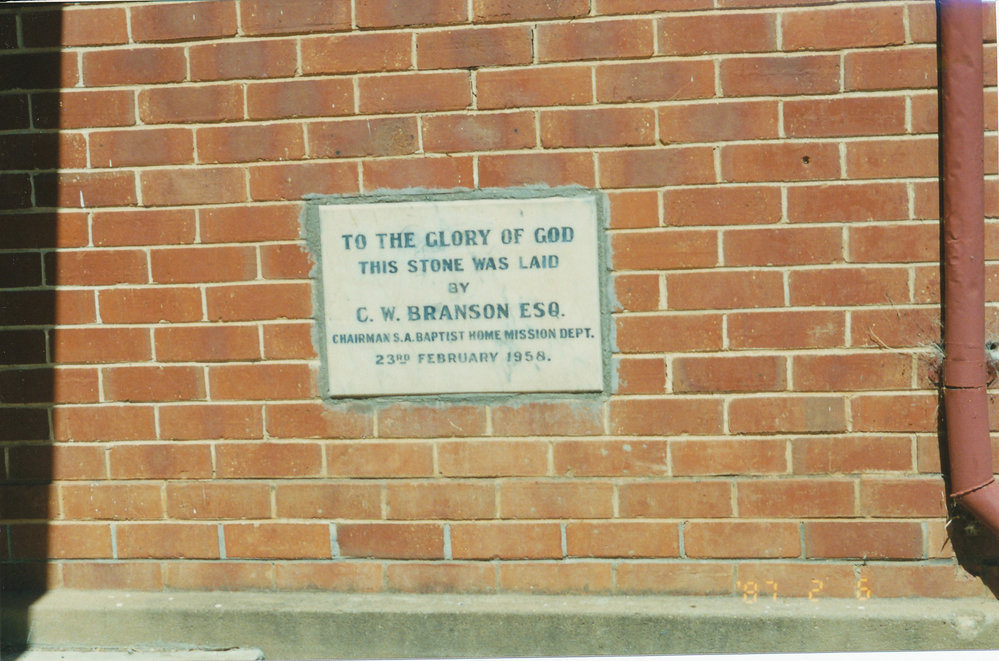 TO THE GLORY OF GOD
THIS STONE WAS LAID
BY
C. W. BRANSON ESQ.
CHAIRMAN S.A. BAPTIST HOME MISSION DEPT.
23RD FEBRUARY 1958.
'87 2 6